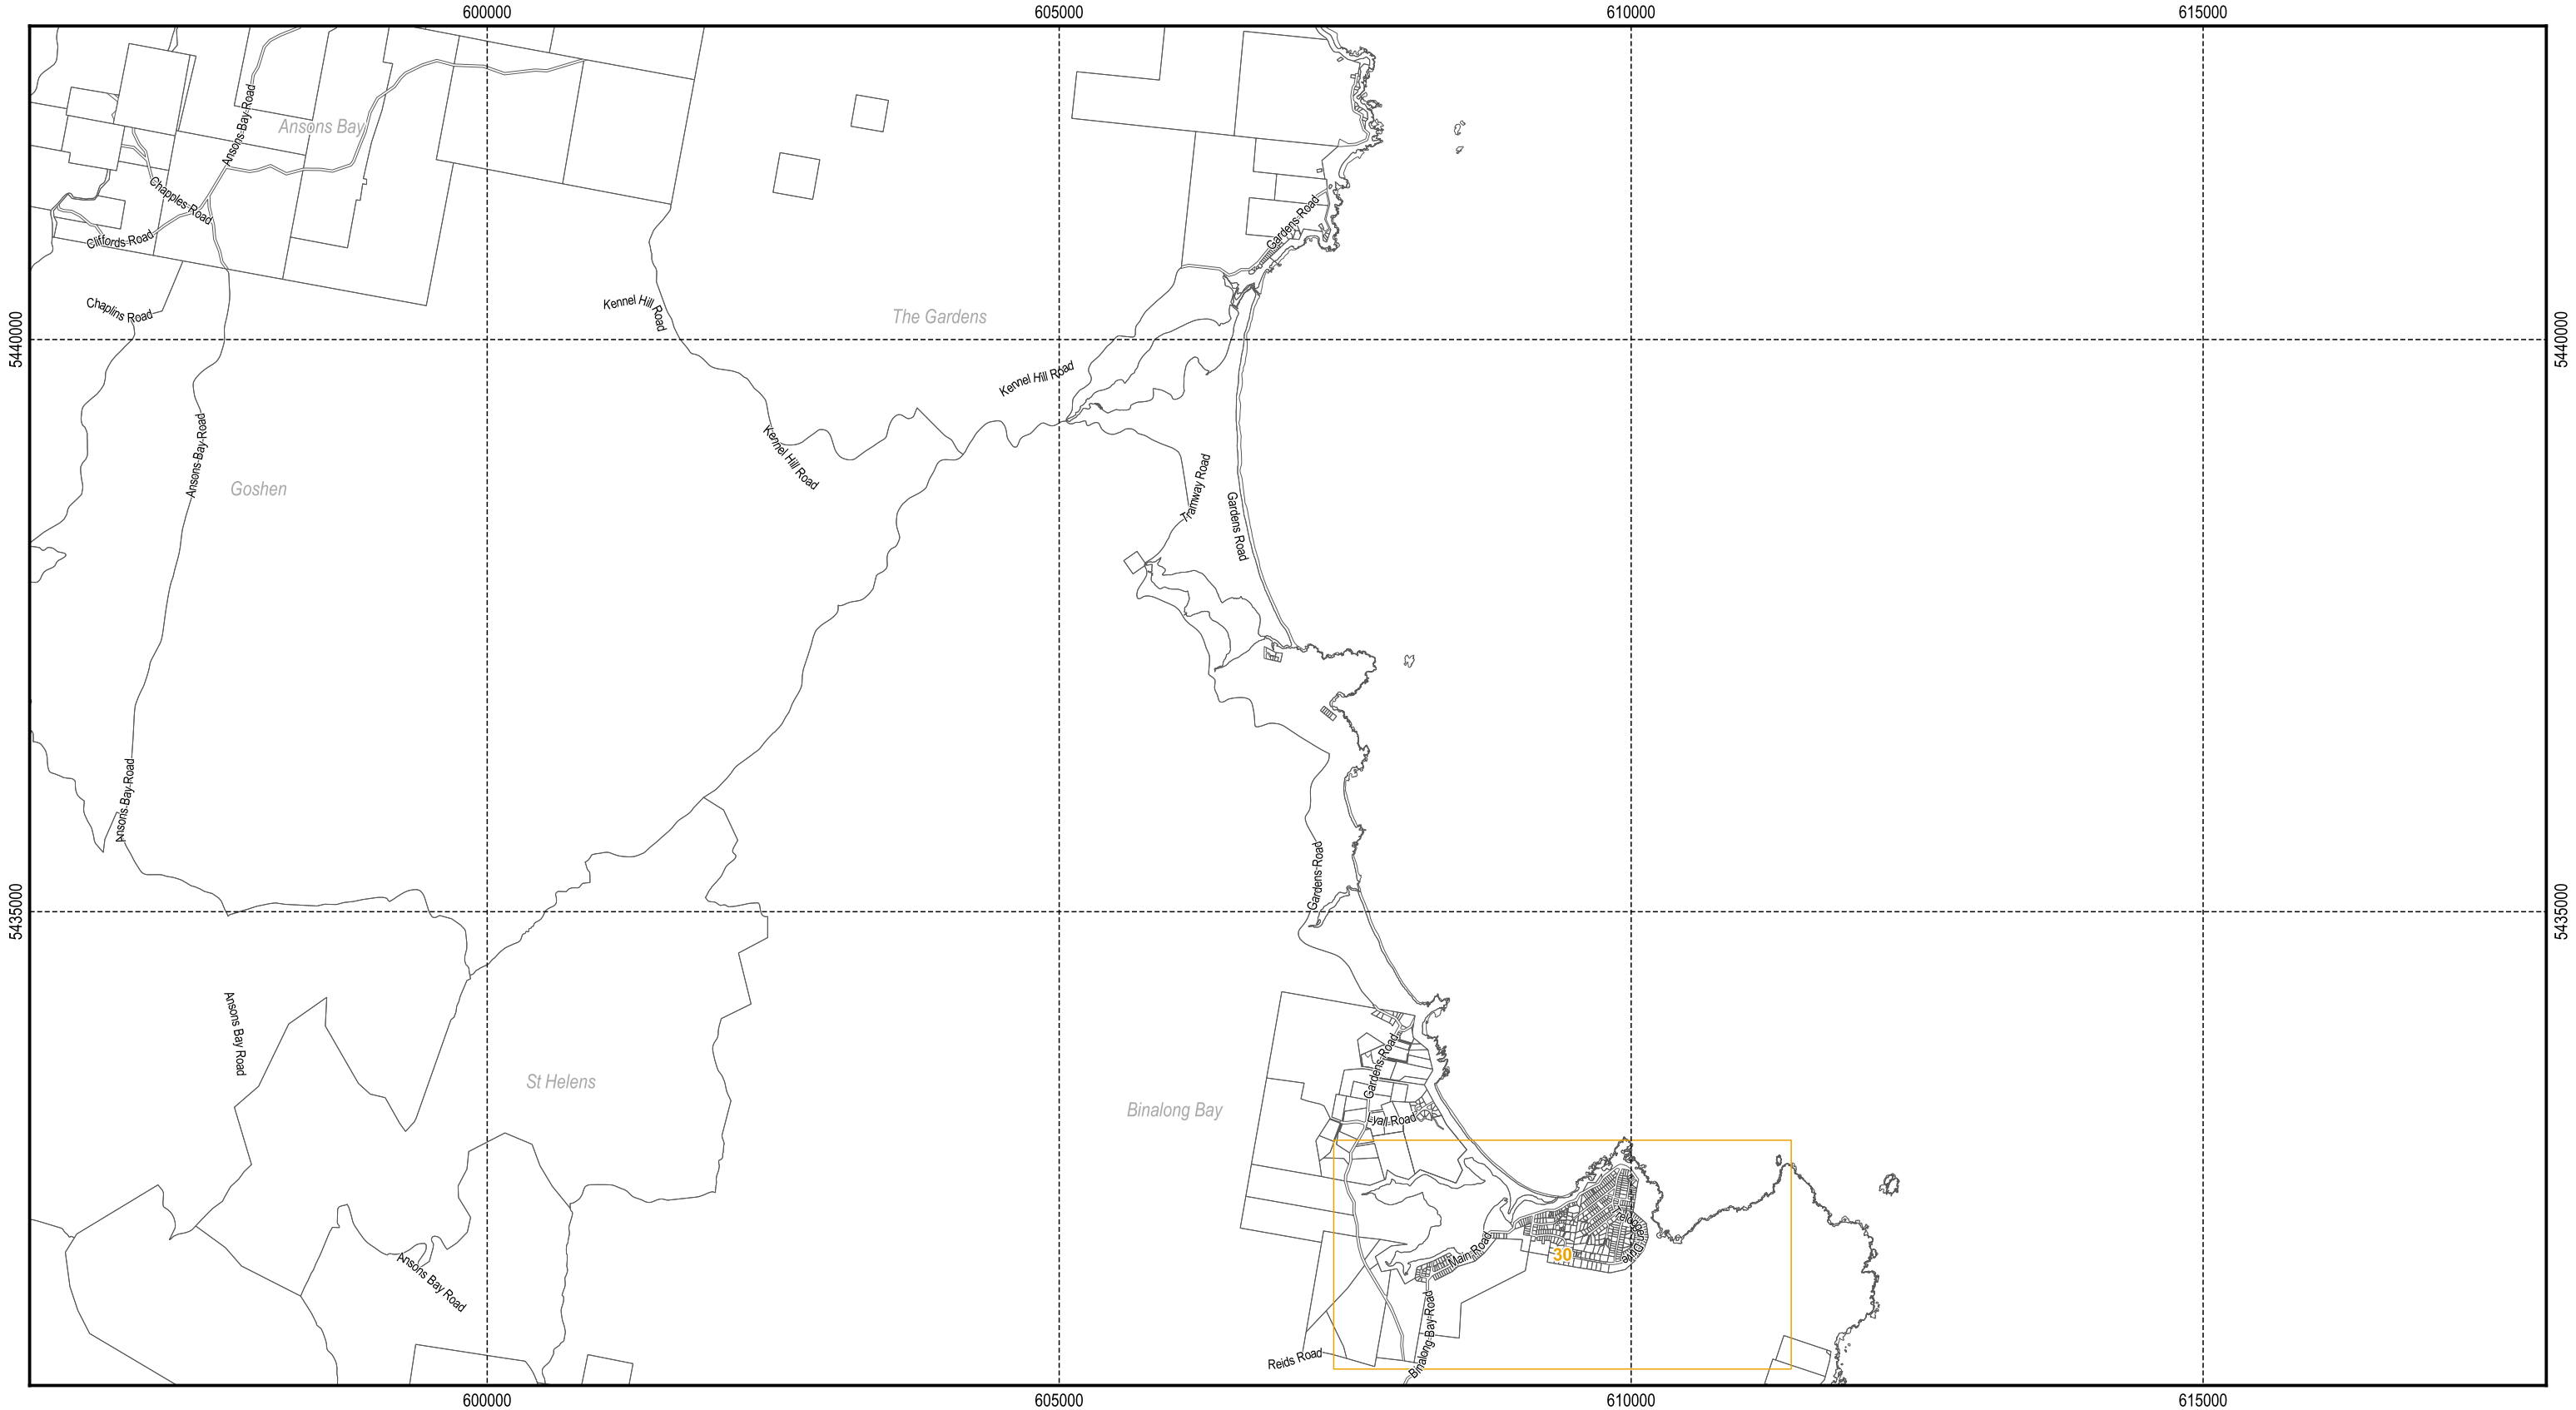 600000
605000
610000
615000
Ansons Bay Road
Ansons Bay
Chapples Road
Cliffords Road
Gardens Road
Chaplins Road
Kennel Hill Road
The Gardens
5440000
5440000
Kennel Hill Road
Ansons Bay Road
Kennel Hill Road
Goshen
Tramway Road
Gardens Road
Ansons Bay Road
Gardens Road
5435000
5435000
Ansons Bay Road
St Helens
Gardens Road
Binalong Bay
Lyall Road
Main Road
30
Drive
Ansons Bay Road
Binalong Bay Road
Reids Road
600000
605000
610000
615000